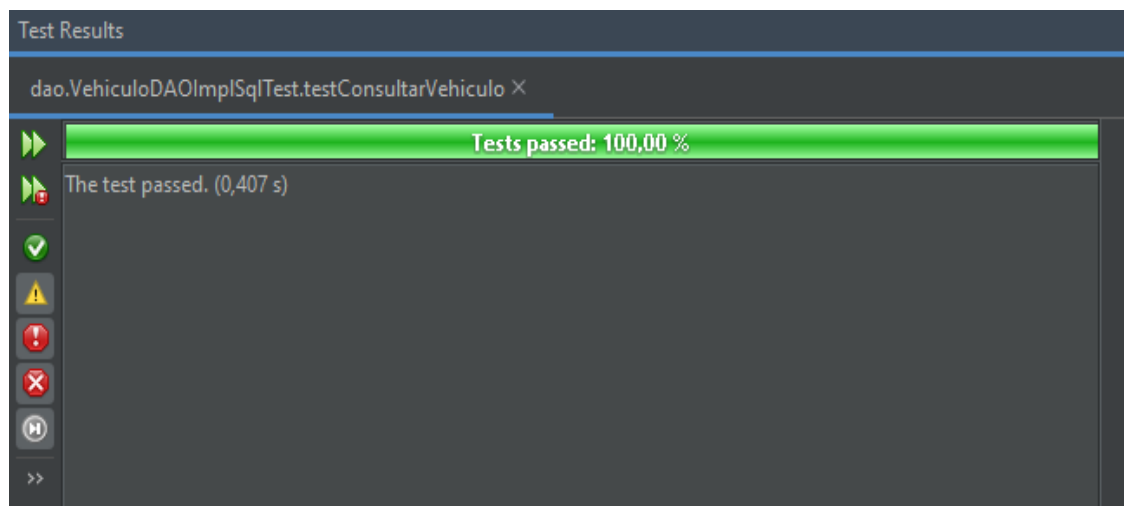 Test Results
dao.VehiculoDAOImplSqlTest.testConsultarVehiculo ×
Tests passed: 100,00 %
The test passed. (0,407 s)
>>